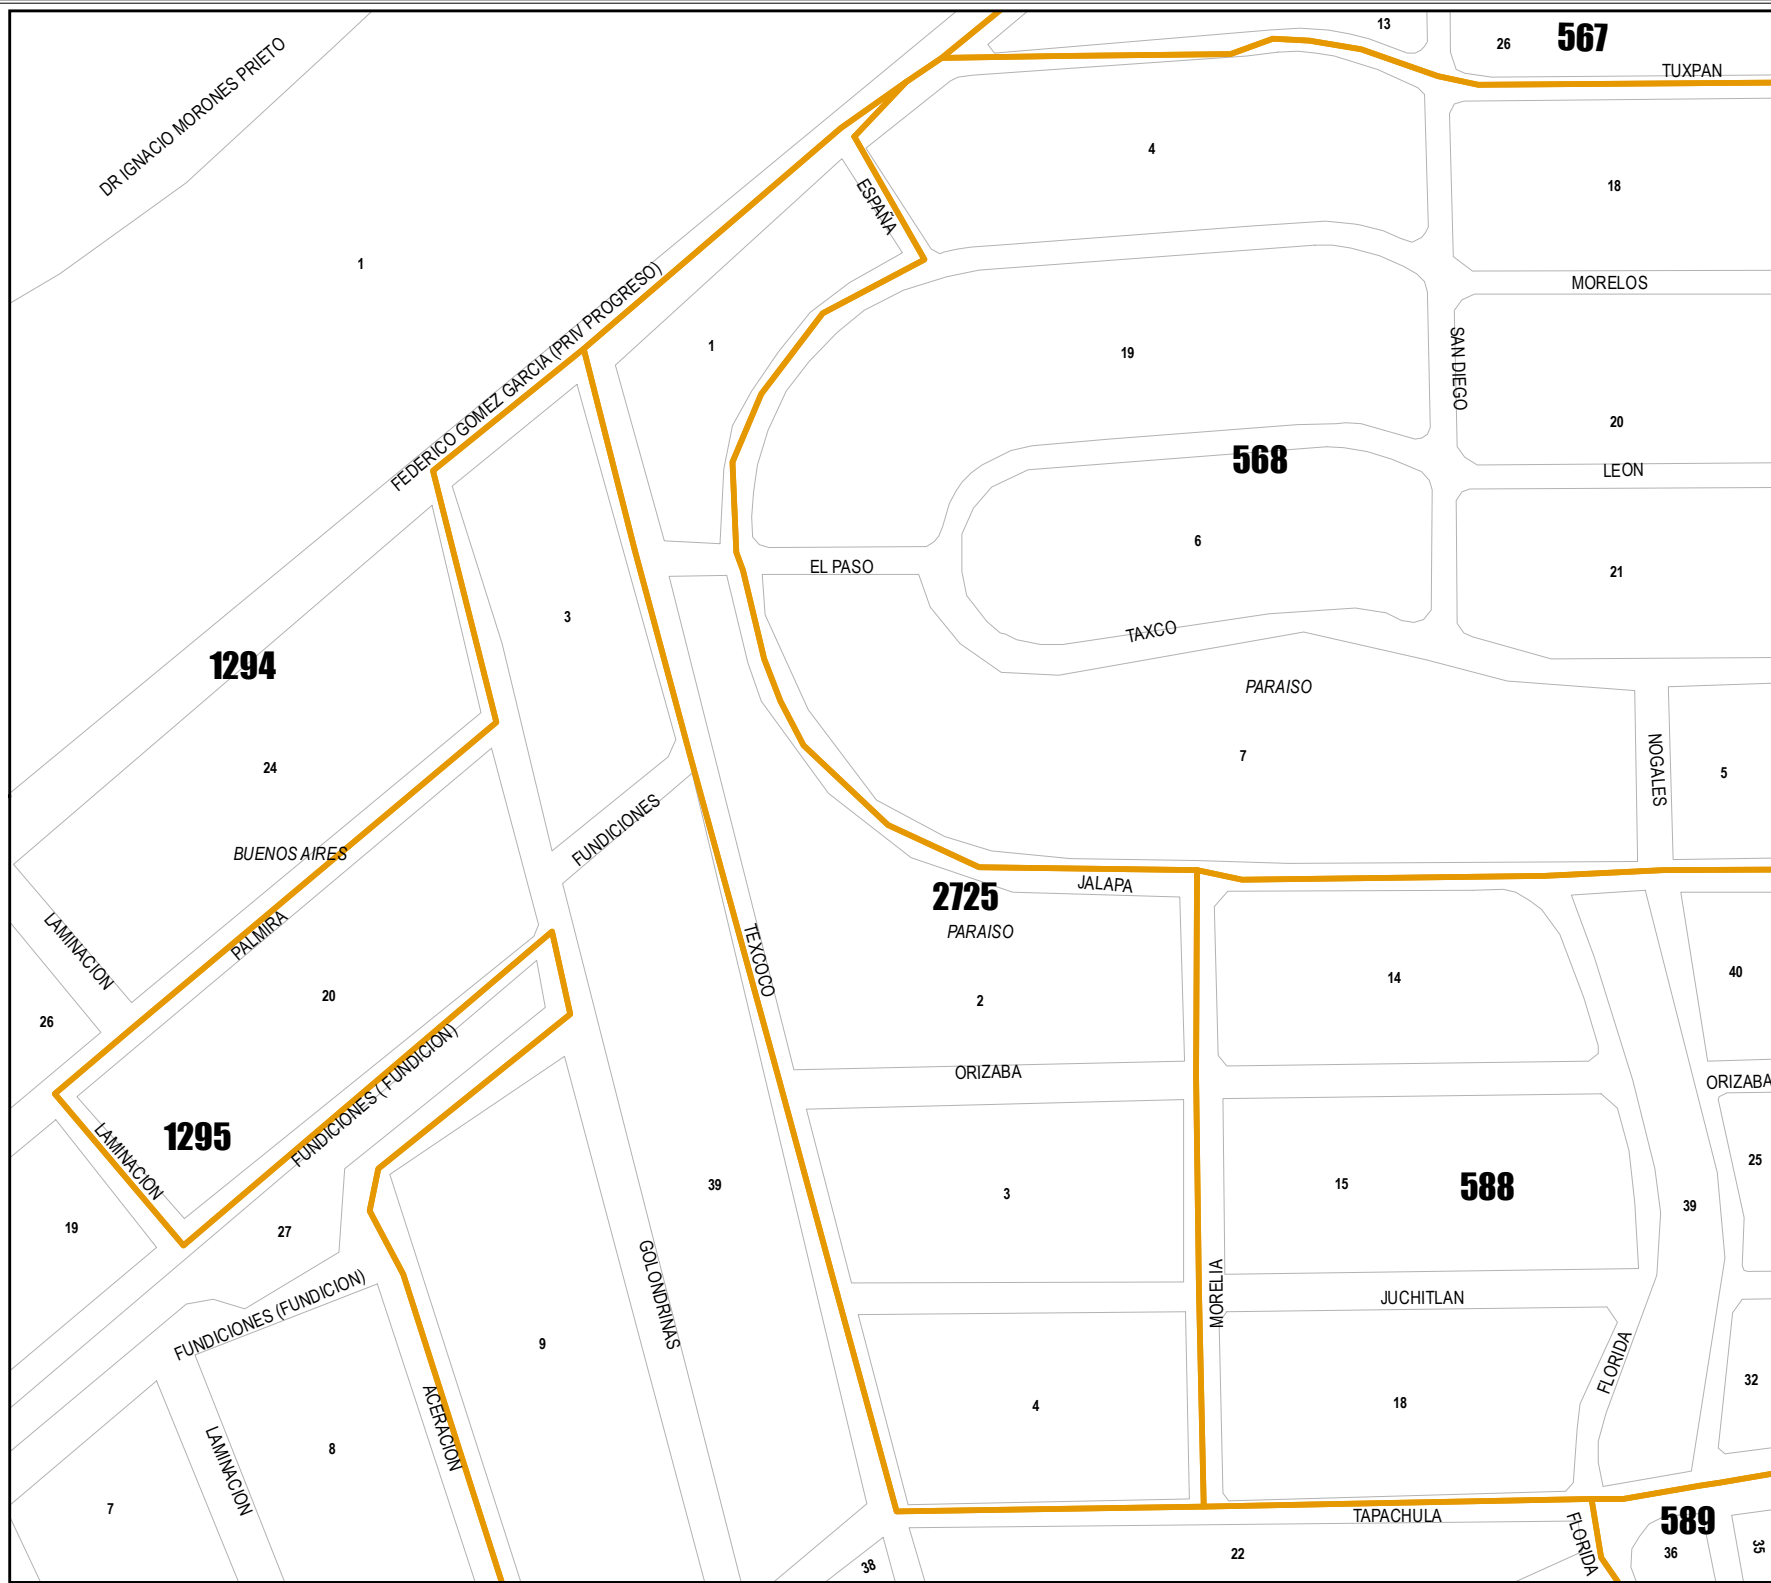 13
26
567
TUXPAN
DR IGNACIO MORONES PRIETO
4
18
ESPAÑA
1
MORELOS
FEDERICO GOMEZ GARCIA (PRIV PROGRESO)
1
19
SAN DIEGO
20
568
LEON
6
EL PASO
21
3
TAXCO
1294
PARAISO
24
7
NOGALES
5
FUNDICIONES
BUENOS AIRES
JALAPA
2725
PARAISO
LAMINACION
PALMIRA
TEXCOCO
14
40
20
2
26
FUNDICIONES (FUNDICION)
ORIZABA
ORIZABA
1295
LAMINACION
25
39
3
15
588
39
19
27
GOLONDRINAS
MORELIA
JUCHITLAN
FUNDICIONES (FUNDICION)
9
FLORIDA
32
ACERACION
4
18
8
LAMINACION
7
TAPACHULA
589
FLORIDA
22
36
35
38